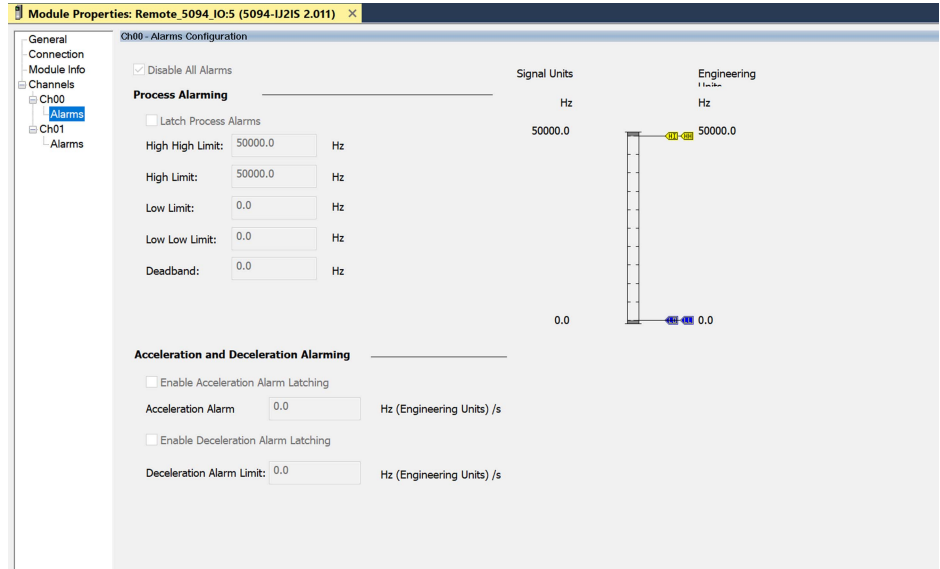 Module Properties: Remote_5094_IO:5 (5094-IJ2IS 2.011) ×
General
Connection
Module Info
Channels
Ch00
Alarms
Ch01
Alarms
Ch00 - Alarms Configuration
Disable All Alarms
Process Alarming
Latch Process Alarms
High High Limit: 50000.0 Hz
High Limit: 50000.0 Hz
Low Limit: 0.0 Hz
Low Low Limit: 0.0 Hz
Deadband: 0.0 Hz
Signal Units
Engineering
Units
Hz
Hz
50000.0
HI HH 50000.0
0.0
0.0
Acceleration and Deceleration Alarming
Enable Acceleration Alarm Latching
Acceleration Alarm 0.0 Hz (Engineering Units) /s
Enable Deceleration Alarm Latching
Deceleration Alarm Limit: 0.0 Hz (Engineering Units) /s